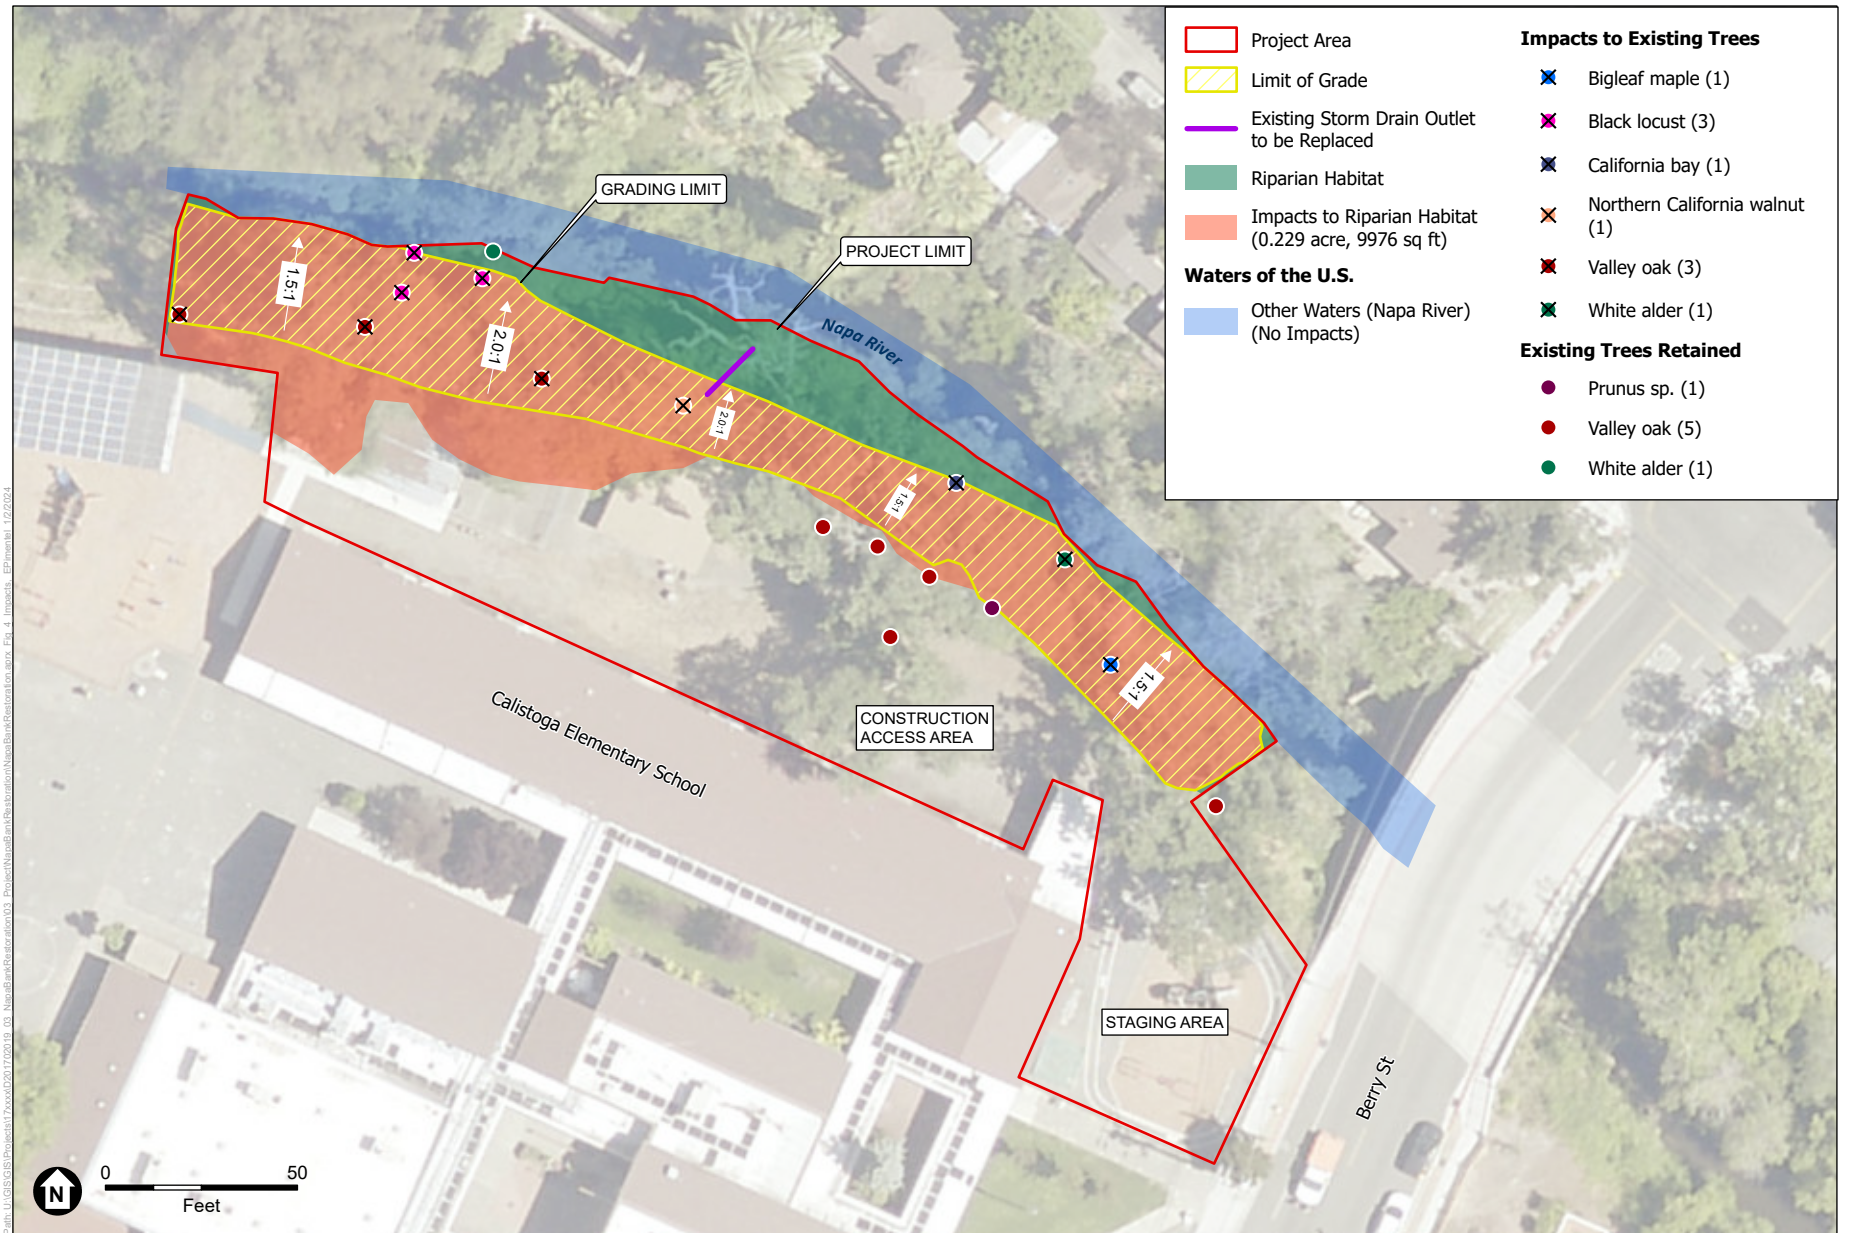 GRADING LIMIT
PROJECT LIMIT
Napa River
1.5:1
2.0:1
2.0:1
1.5:1
1.5:1
Calistoga Elementary School
CONSTRUCTION
ACCESS AREA
STAGING AREA
Berry St
N
0 50
Feet
Project Area
Limit of Grade
Existing Storm Drain Outlet
to be Replaced
Riparian Habitat
Impacts to Riparian Habitat
(0.229 acre, 9976 sq ft)
Waters of the U.S.
Other Waters (Napa River)
(No Impacts)
Impacts to Existing Trees
Bigleaf maple (1)
Black locust (3)
California bay (1)
Northern California walnut
(1)
Valley oak (3)
White alder (1)
Existing Trees Retained
Prunus sp. (1)
Valley oak (5)
White alder (1)